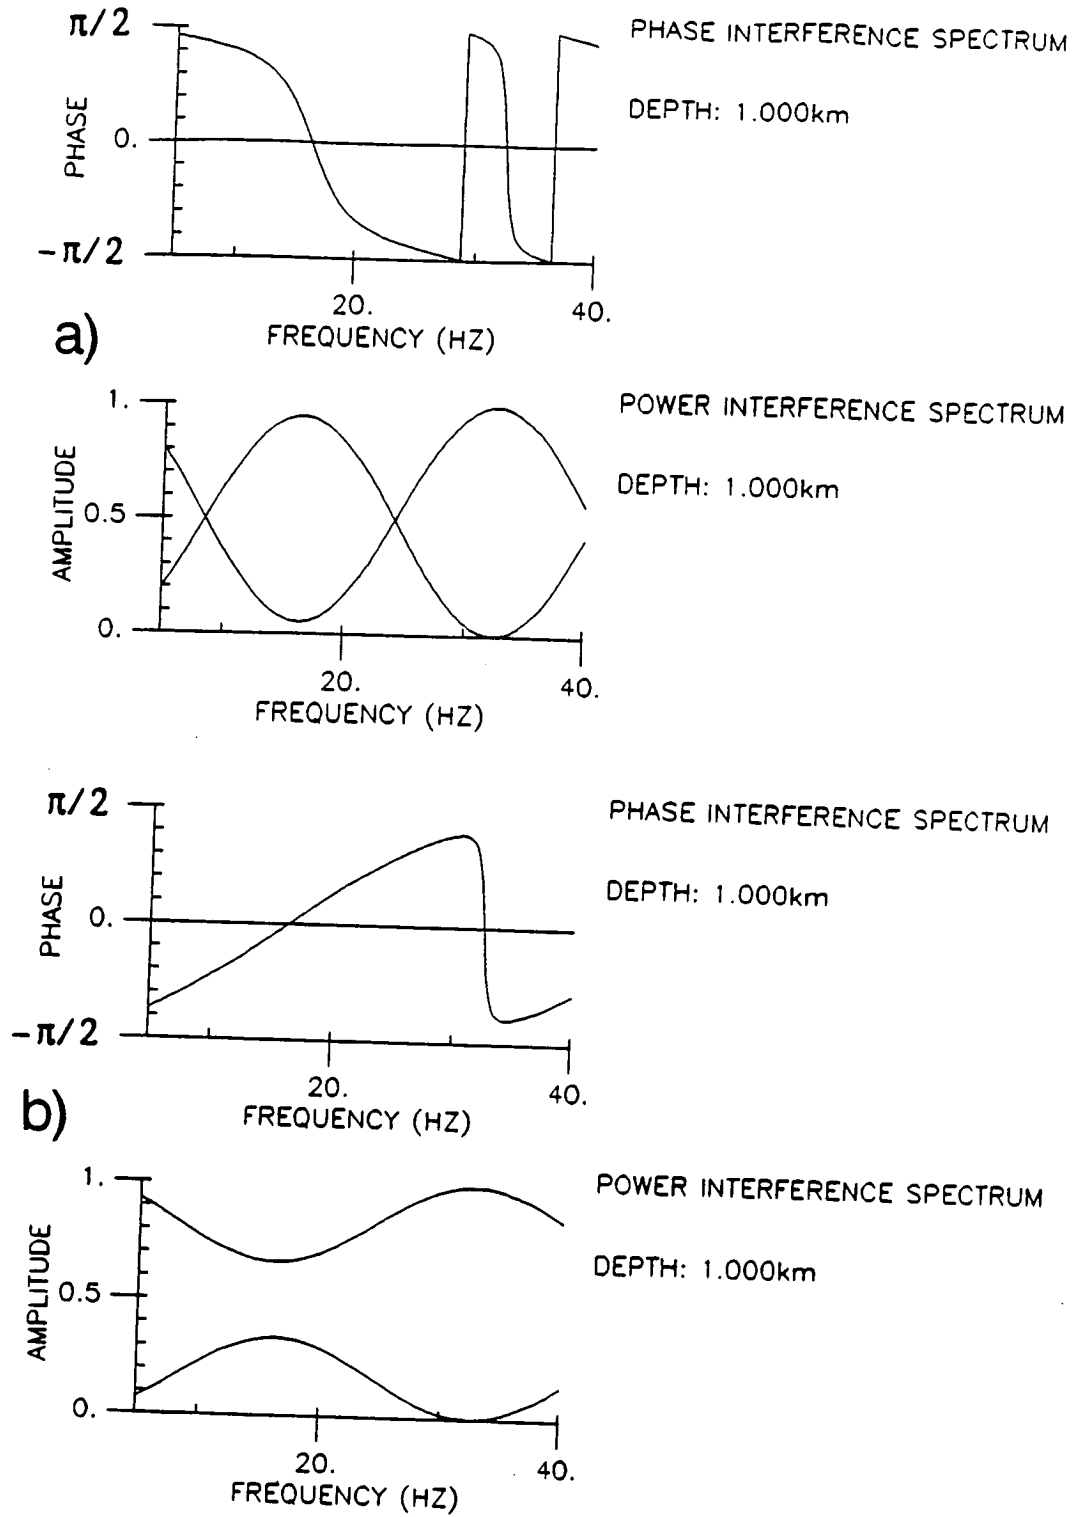 π/2
PHASE INTERFERENCE SPECTRUM
DEPTH: 1.000km
PHASE
0.
-π/2
20.
40.
FREQUENCY (HZ)
a)
1.
POWER INTERFERENCE SPECTRUM
DEPTH: 1.000km
AMPLITUDE
0.5
0.
20.
40.
FREQUENCY (HZ)
π/2
PHASE INTERFERENCE SPECTRUM
DEPTH: 1.000km
PHASE
0.
-π/2
20.
40.
FREQUENCY (HZ)
b)
1.
POWER INTERFERENCE SPECTRUM
DEPTH: 1.000km
AMPLITUDE
0.5
0.
20.
40.
FREQUENCY (HZ)